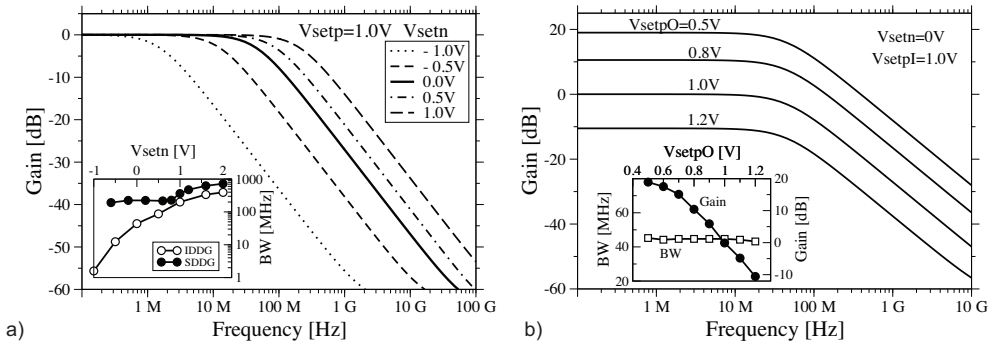 Vsetp=1.0V Vsetn
- 1.0V
- 0.5V
0.0V
0.5V
1.0V
0
-10
-20
-30
-40
-50
-60
Gain [dB]
Vsetn [V]
-1 0 1 2
1000
100
10
1
BW [MHz]
IDDG
SDDG
1 M 10 M 100 M 1 G 10 G 100 G
Frequency [Hz]
a)
VsetpO=0.5V
0.8V
1.0V
1.2V
Vsetn=0V
VsetpI=1.0V
20
0
-20
-40
-60
Gain [dB]
VsetpO [V]
0.4 0.6 0.8 1.0 1.2
80
60
40
20
BW [MHz]
Gain
BW
20
10
0
-10
Gain [dB]
1 M 10 M 100 M 1 G 10 G
Frequency [Hz]
b)